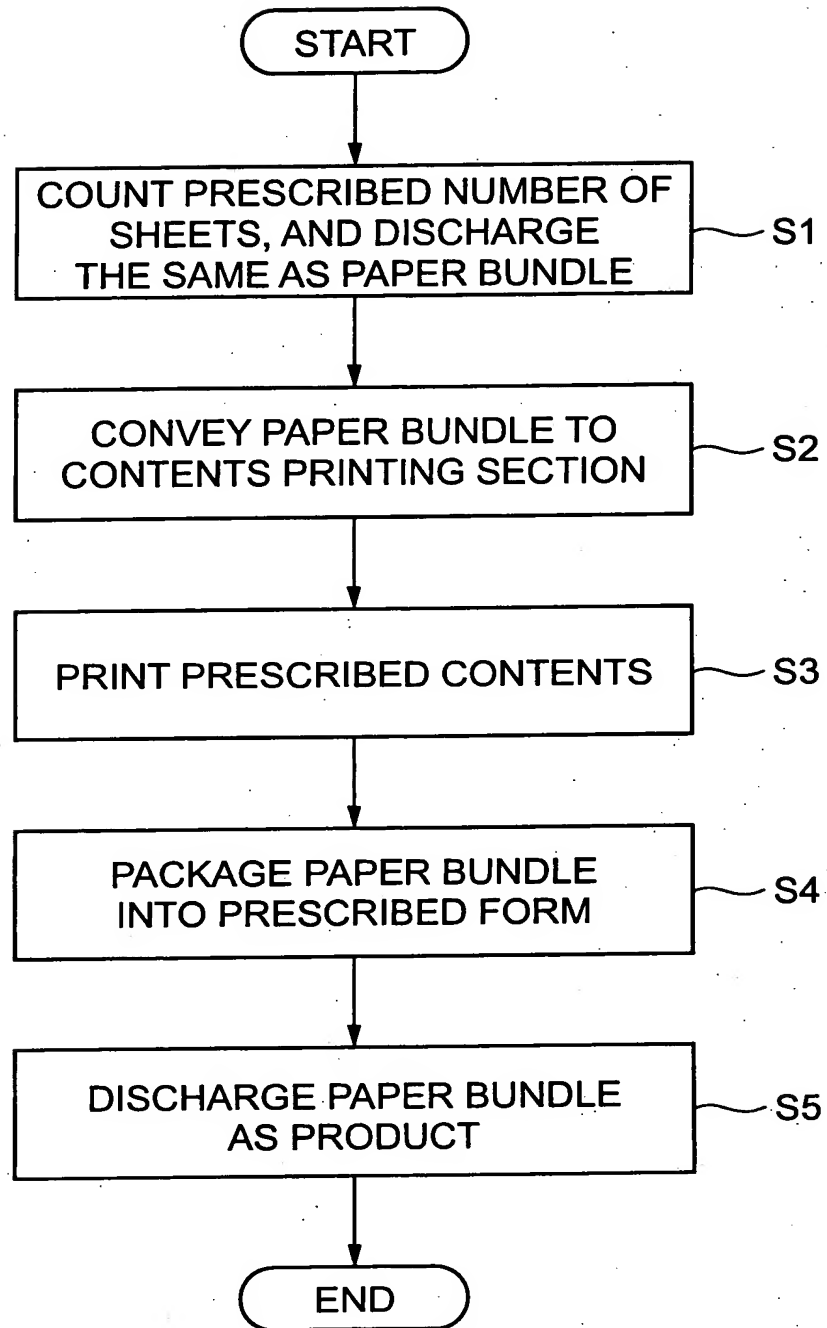 START
COUNT PRESCRIBED NUMBER OF
SHEETS, AND DISCHARGE
THE SAME AS PAPER BUNDLE
S1
CONVEY PAPER BUNDLE TO
CONTENTS PRINTING SECTION
S2
PRINT PRESCRIBED CONTENTS
S3
PACKAGE PAPER BUNDLE
INTO PRESCRIBED FORM
S4
DISCHARGE PAPER BUNDLE
AS PRODUCT
S5
END